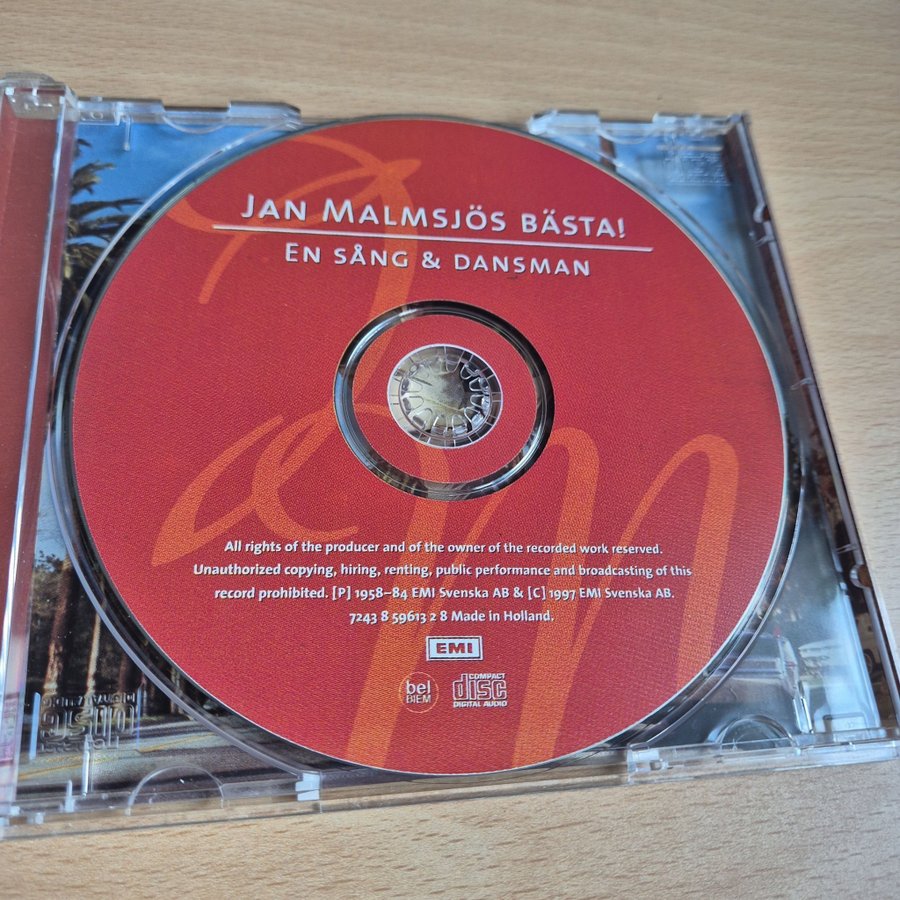 JAN MALMSJÖS BÄSTA!
EN SÅNG & DANSMAN
All rights of the producer and of the owner of the recorded work reserved.
Unauthorized copying, hiring, renting, public performance and broadcasting of this
record prohibited. [P] 1958–84 EMI Svenska AB & [C] 1997 EMI Svenska AB.
7243 8 59613 2 8 Made in Holland.
EMI
bel
BIEM
COMPACT
disc
DIGITAL AUDIO